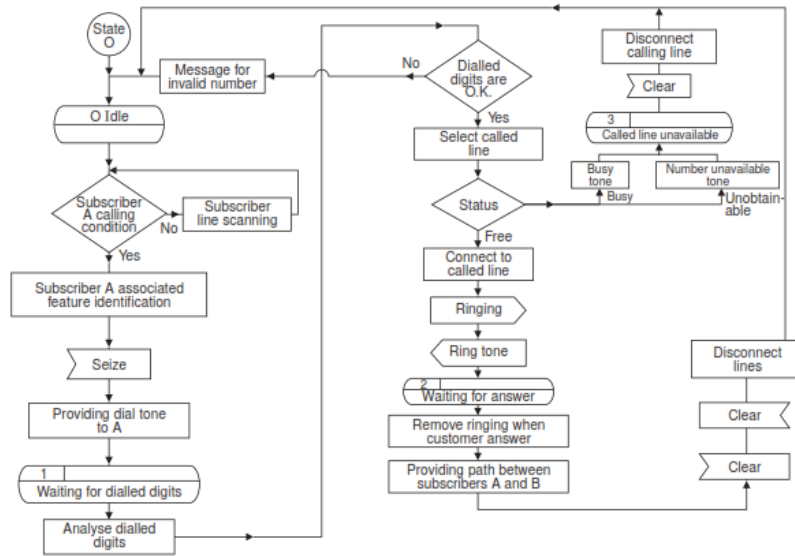 State
O
Message for
invalid number
O Idle
Subscriber
A calling
condition
No
Subscriber
line scanning
Yes
Subscriber A associated
feature identification
Seize
Providing dial tone
to A
1
Waiting for dialled digits
Analyse dialled
digits
No
Dialled
digits are
O.K.
Yes
Select called
line
Status
Free
Connect to
called line
Ringing
Ring tone
2
Waiting for answer
Remove ringing when
customer answer
Providing path between
subscribers A and B
Disconnect
calling line
Clear
3
Called line unavailable
Busy
tone
Number unavailable
tone
Busy
Unobtain-
able
Disconnect
lines
Clear
Clear